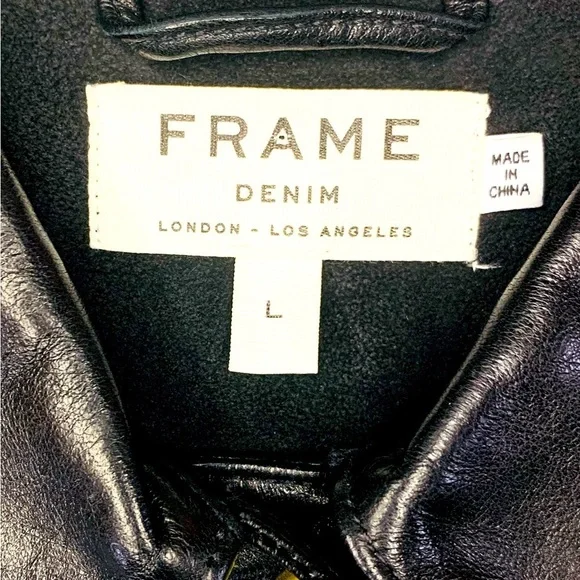 FRAME
DENIM
LONDON - LOS ANGELES
L
MADE
IN
CHINA